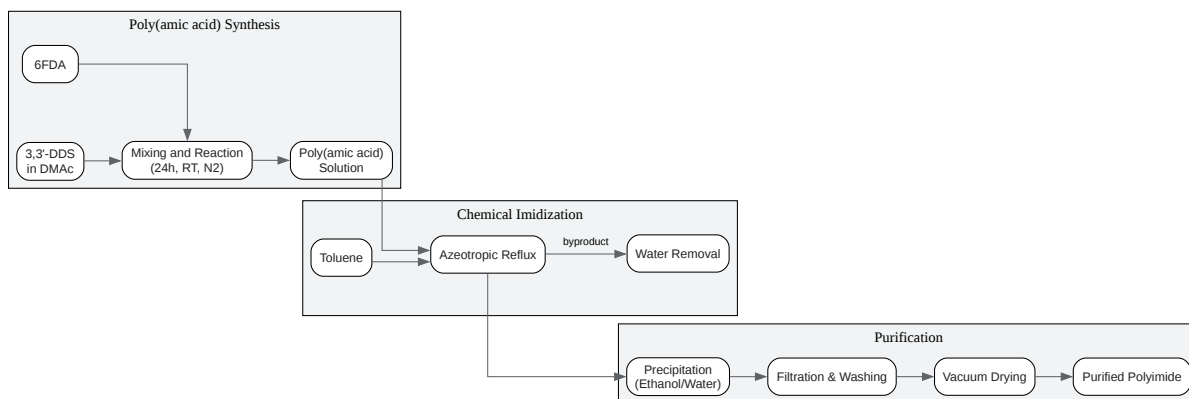 Poly(amic acid) Synthesis
6FDA
3,3'-DDS
in DMAc
Mixing and Reaction
(24h, RT, N2)
Poly(amic acid)
Solution
Chemical Imidization
Toluene
Azeotropic Reflux
byproduct
Water Removal
Purification
Precipitation
(Ethanol/Water)
Filtration & Washing
Vacuum Drying
Purified Polyimide